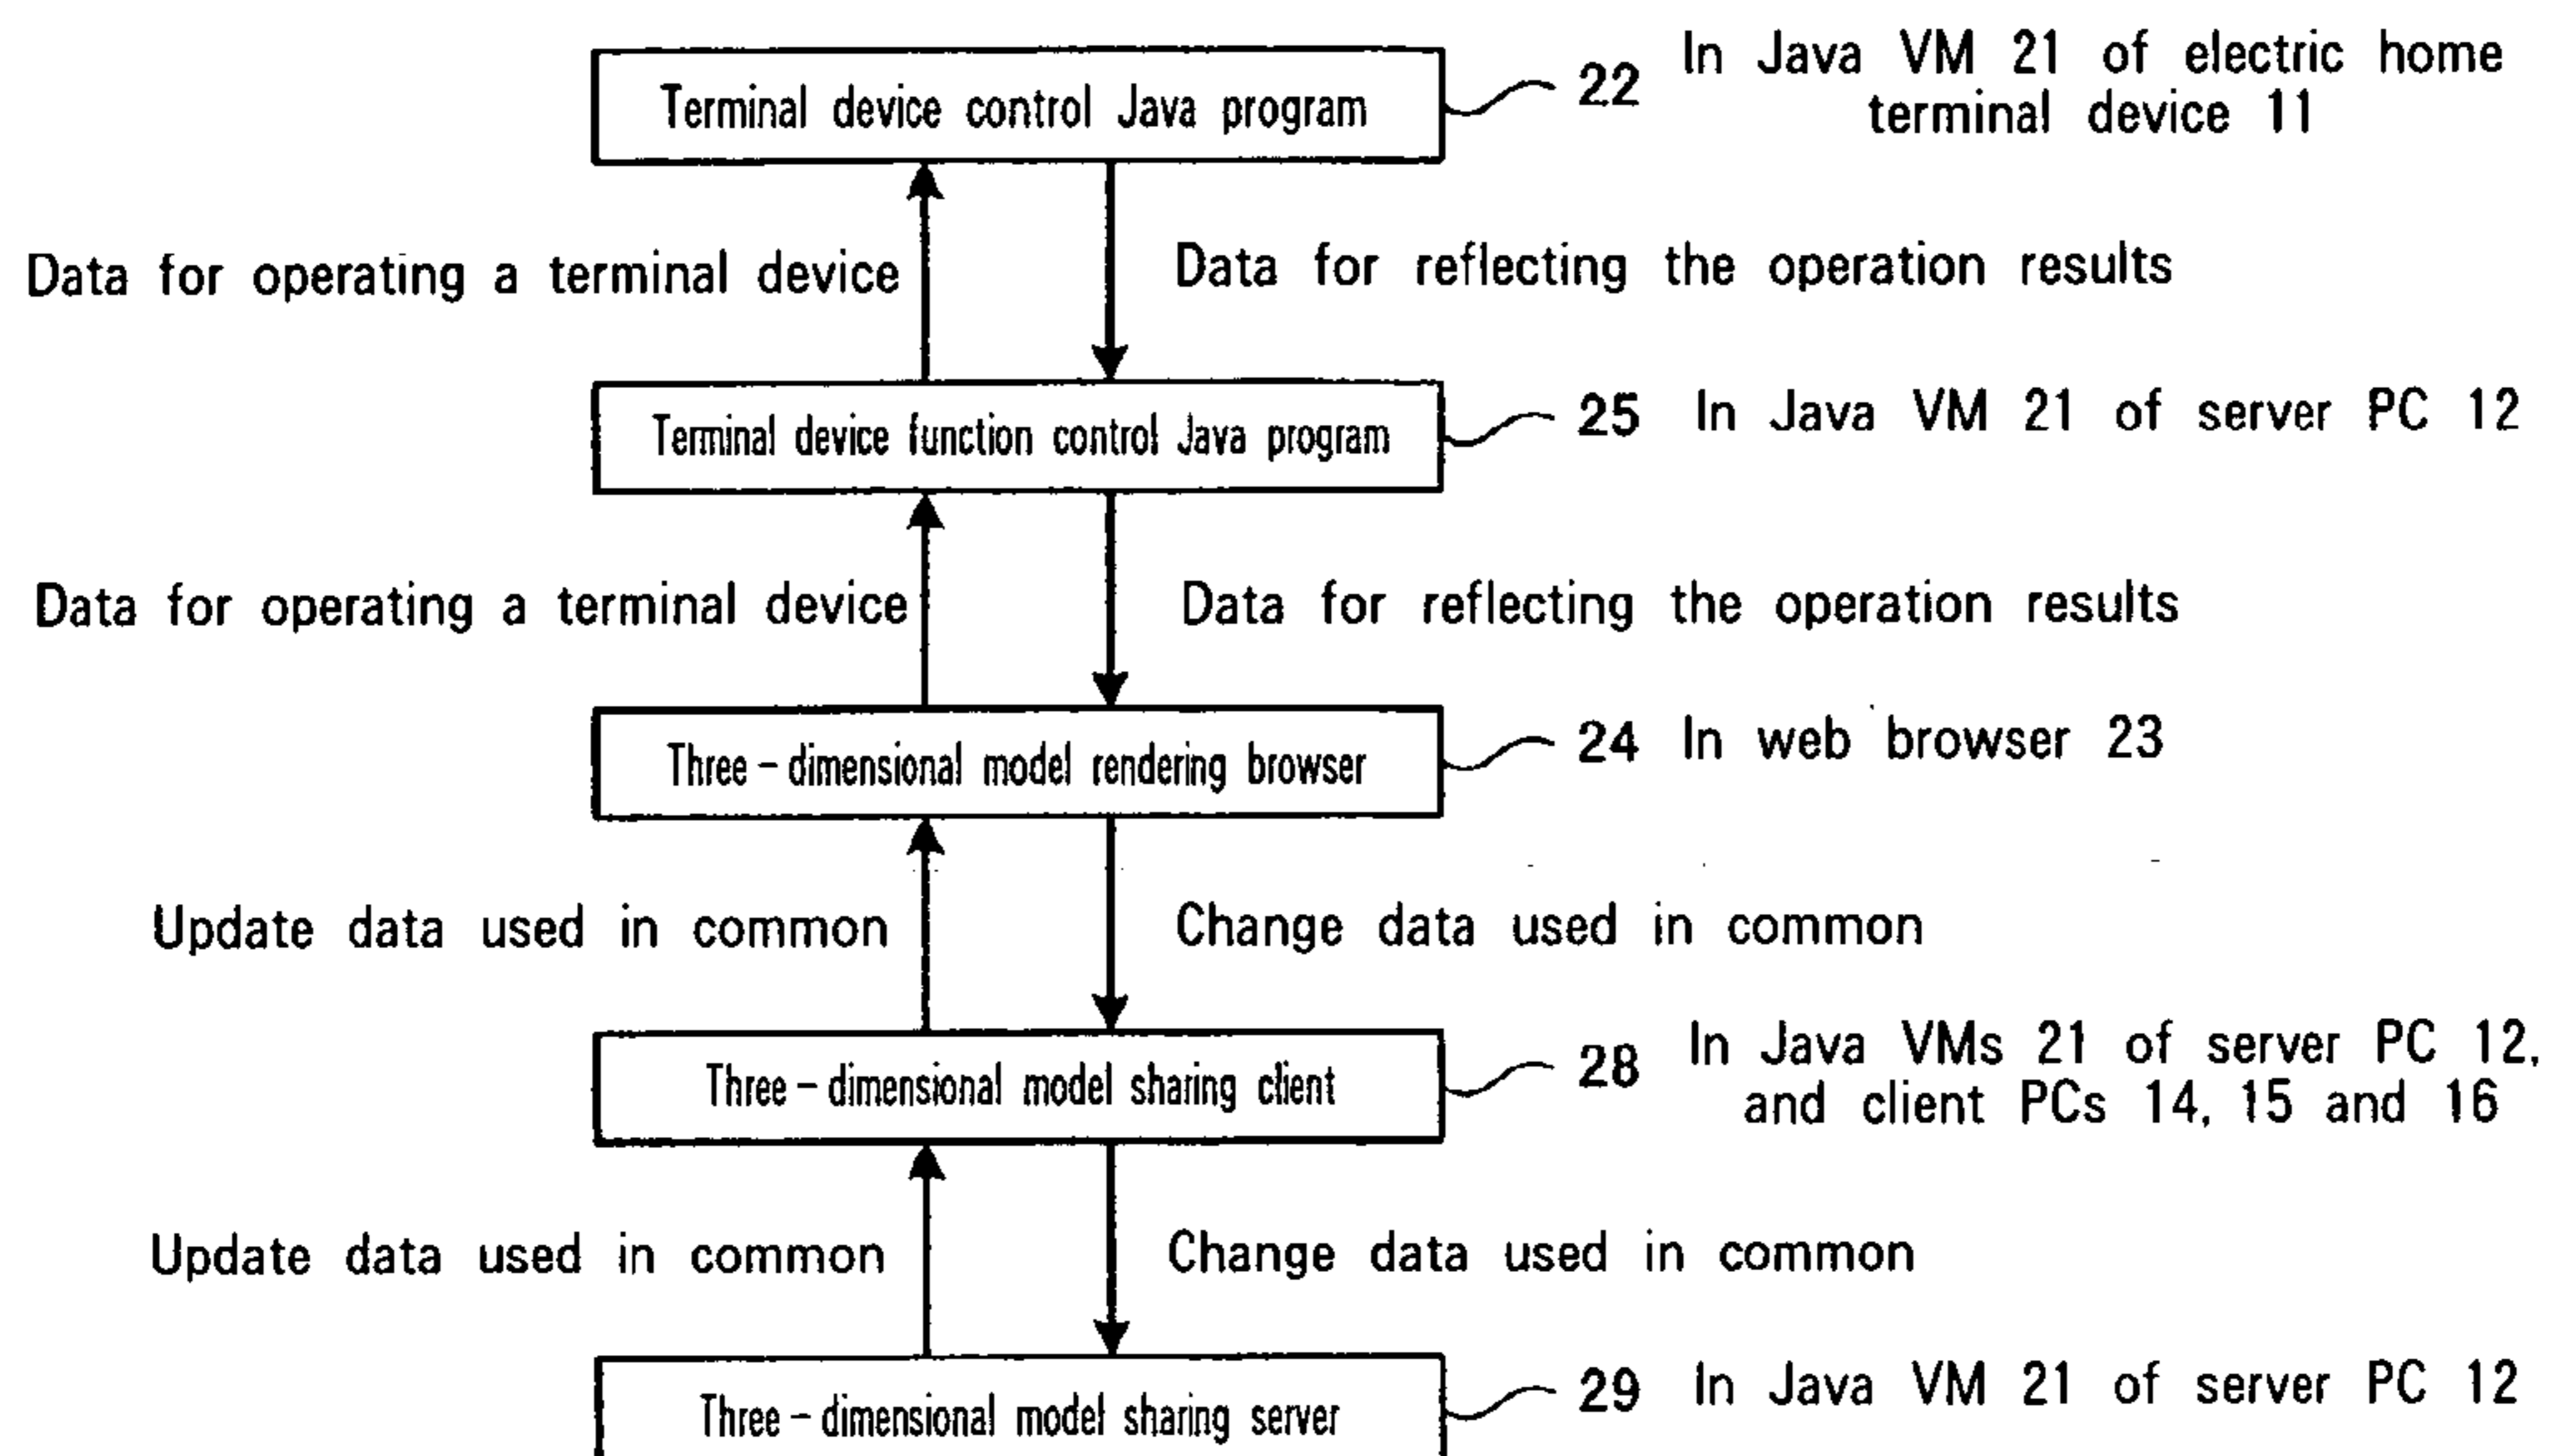 Terminal device control Java program
22
In Java VM 21 of electric home
terminal device 11
Data for operating a terminal device
Data for reflecting the operation results
Terminal device function control Java program
25
In Java VM 21 of server PC 12
Data for operating a terminal device
Data for reflecting the operation results
Three-dimensional model rendering browser
24
In web browser 23
Update data used in common
Change data used in common
Three-dimensional model sharing client
28
In Java VMs 21 of server PC 12,
and client PCs 14, 15 and 16
Update data used in common
Change data used in common
Three-dimensional model sharing server
29
In Java VM 21 of server PC 12